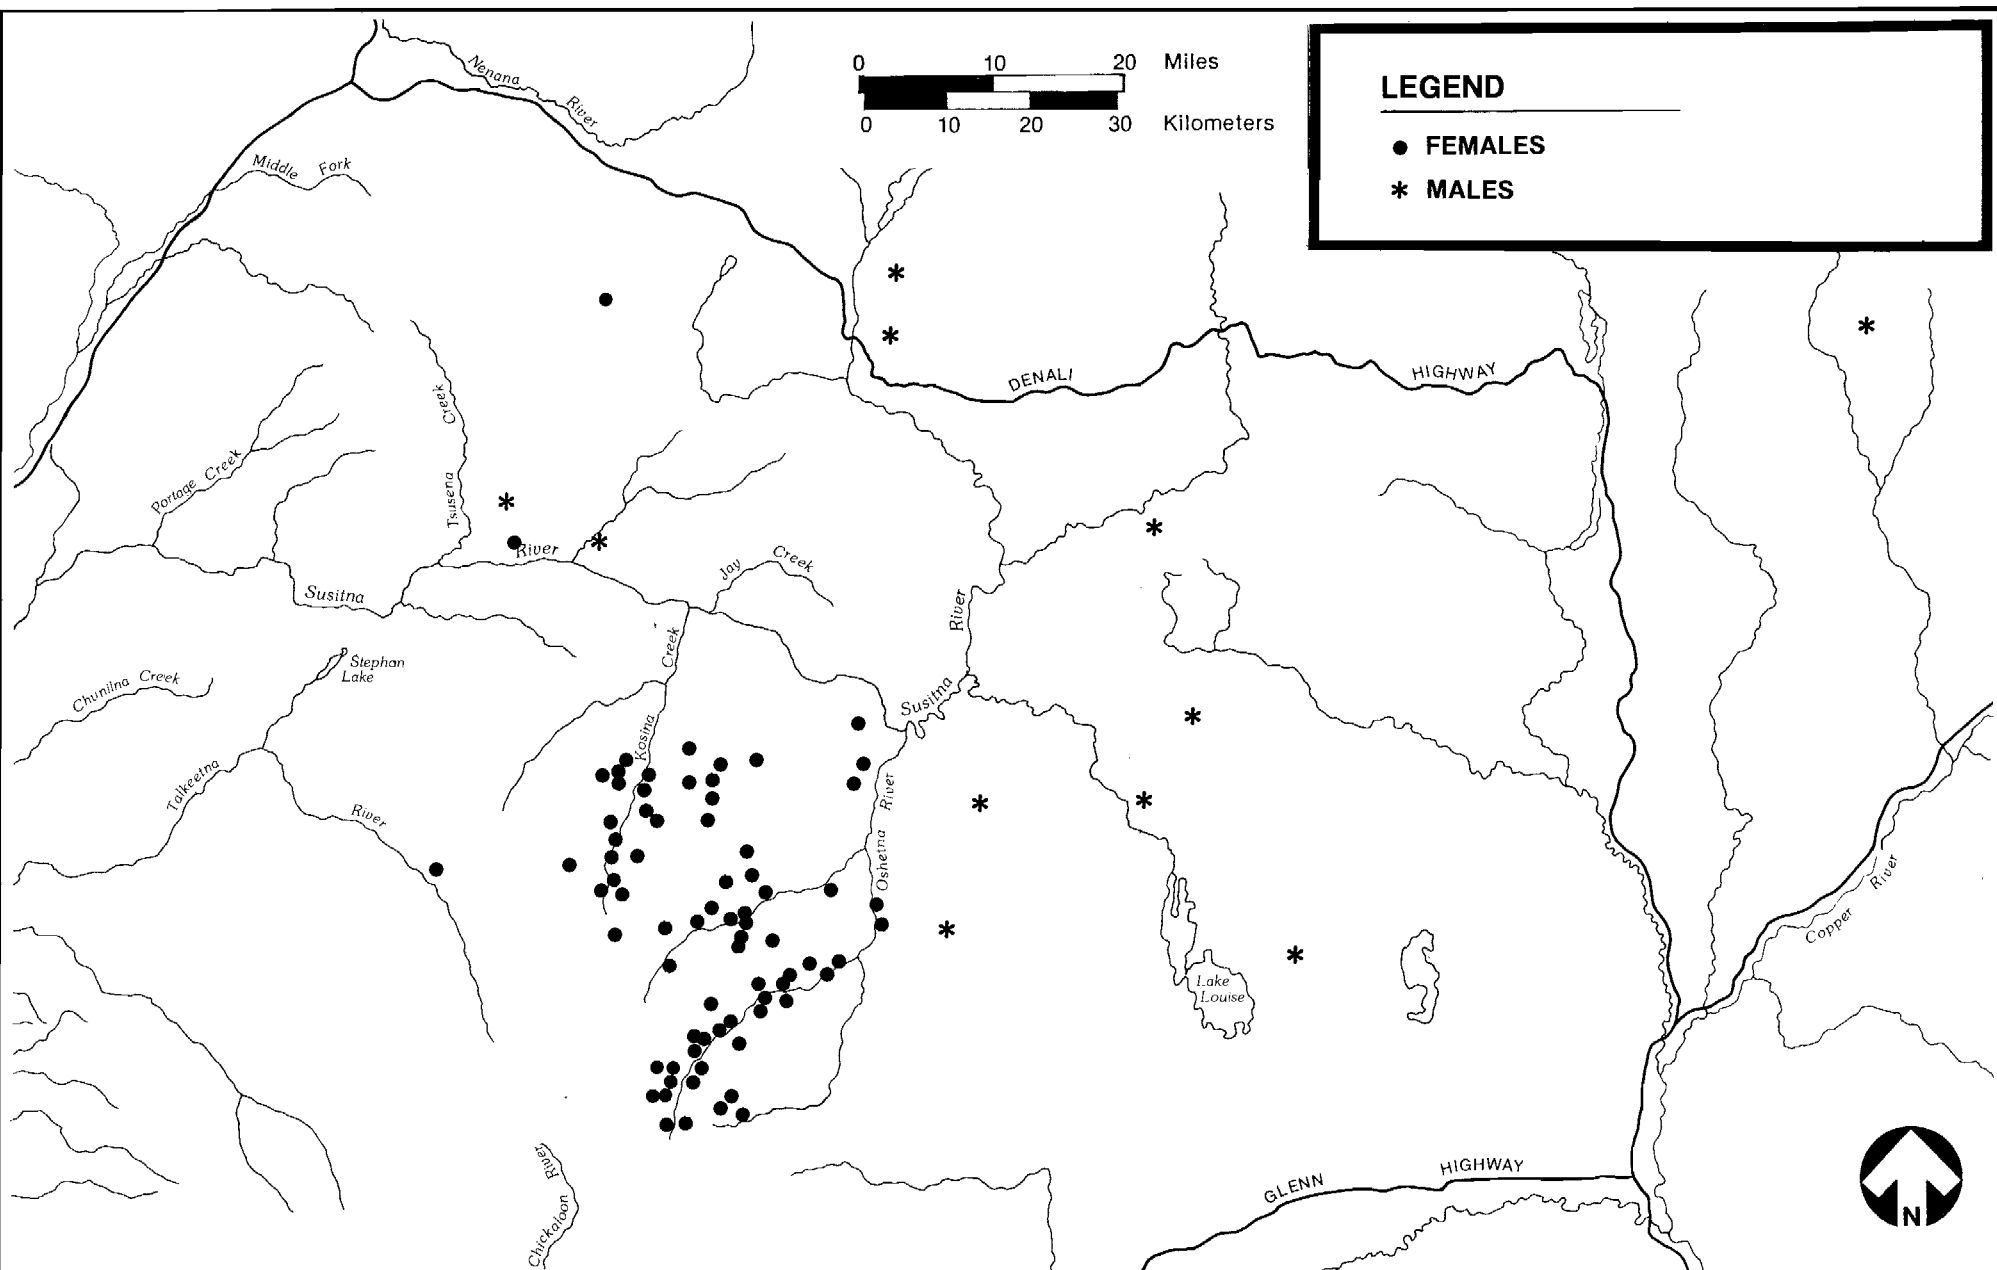 Nenana
River
0 10 20 Miles
0 10 20 30 Kilometers
LEGEND
● FEMALES
* MALES
Middle Fork
DENALI
HIGHWAY
Creek
Tsusena
Portage Creek
River
Jay Creek
Susitna
River
Creek
Stephan
Lake
Chunilna Creek
Susitna
Kosina
Talkeetna
River
River
Oshetna
Copper River
Lake
Louise
Chickaloon River
GLENN
HIGHWAY
N